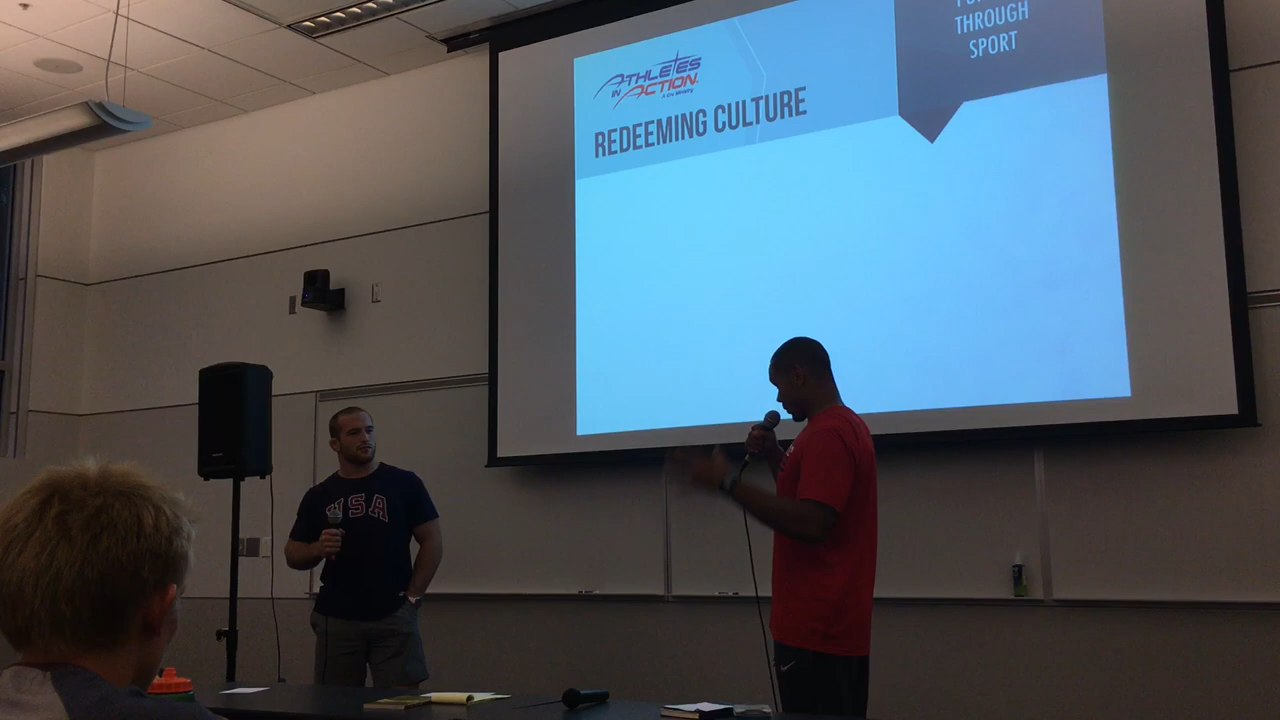 THROUGH
SPORT
ATHLETES
IN ACTION
REDEEMING CULTURE
USA